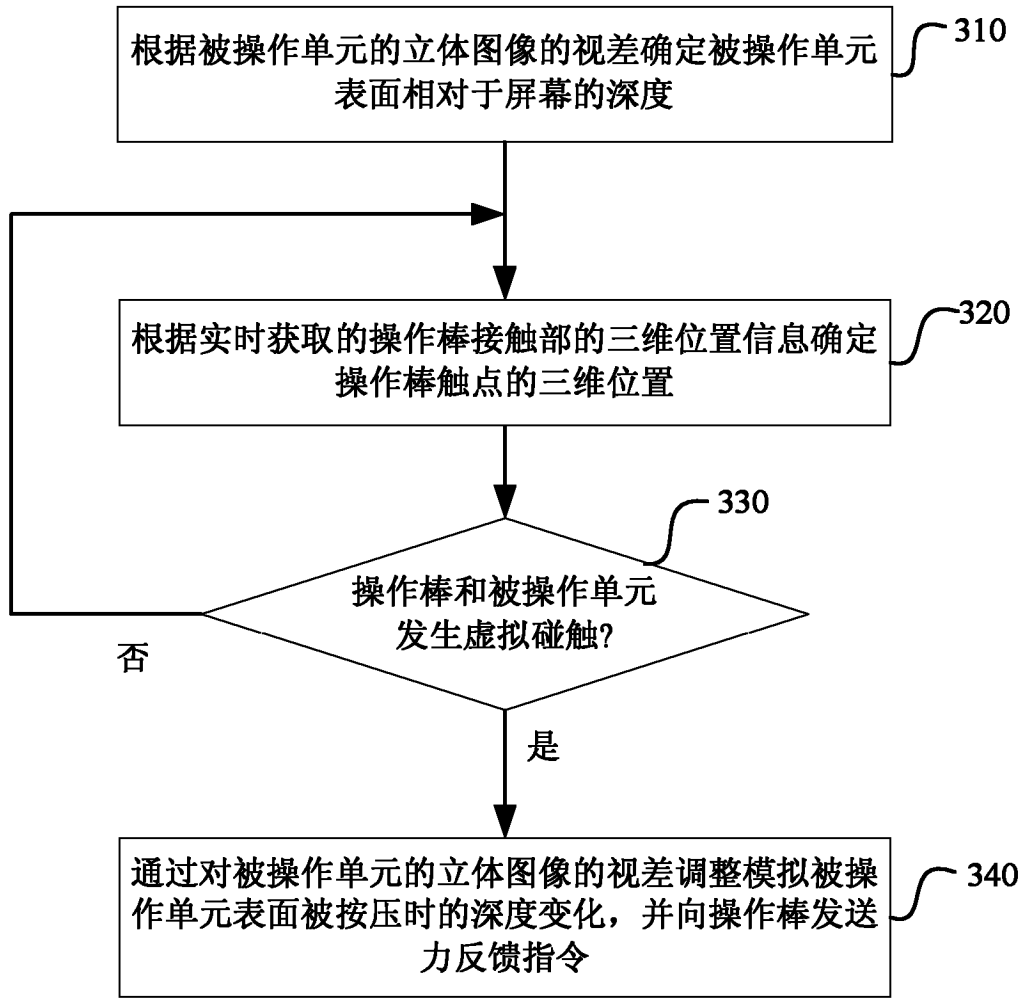 根据被操作单元的立体图像的视差确定被操作单元
表面相对于屏幕的深度
310
根据实时获取的操作棒接触部的三维位置信息确定
操作棒触点的三维位置
320
330
操作棒和被操作单元
发生虚拟碰触?
否
是
通过对被操作单元的立体图像的视差调整模拟被操
作单元表面被按压时的深度变化，并向操作棒发送
力反馈指令
340